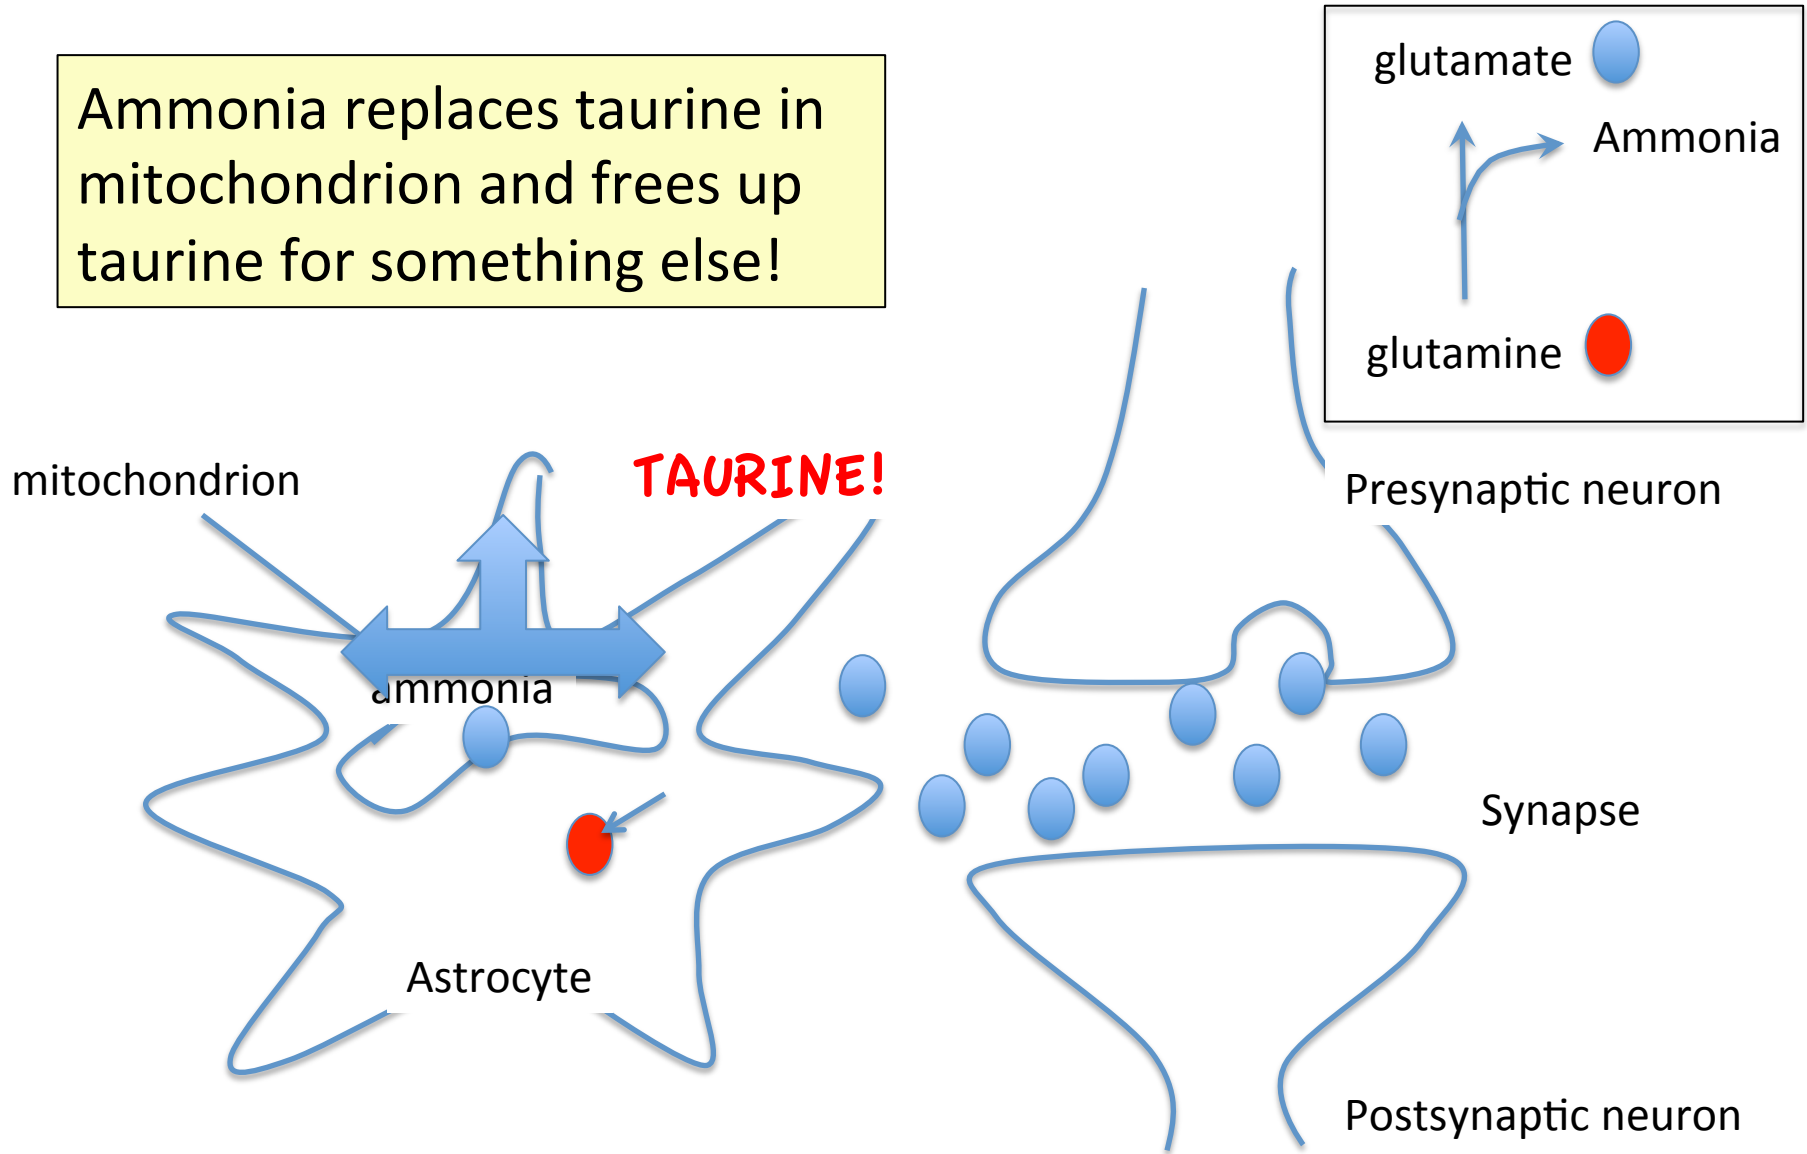 Ammonia replaces taurine in
mitochondrion and frees up
taurine for something else!
glutamate
Ammonia
glutamine
mitochondrion
TAURINE!
Presynaptic neuron
ammonia
Synapse
Astrocyte
Postsynaptic neuron